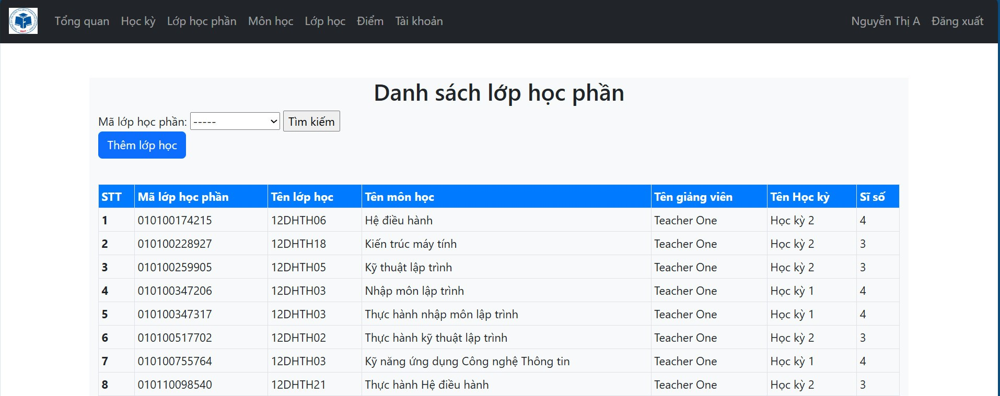 Tổng quan Học kỳ Lớp học phần Môn học Lớp học Điểm Tài khoản Nguyễn Thị A Đăng xuất
Danh sách lớp học phần
Mã lớp học phần: ----- Tìm kiếm
Thêm lớp học
STT Mã lớp học phần Tên lớp học Tên môn học Tên giảng viên Tên Học kỳ Sĩ số
1 010100174215 12DHTH06 Hệ điều hành Teacher One Học kỳ 2 4
2 010100228927 12DHTH18 Kiến trúc máy tính Teacher One Học kỳ 2 3
3 010100259905 12DHTH05 Kỹ thuật lập trình Teacher One Học kỳ 2 3
4 010100347206 12DHTH03 Nhập môn lập trình Teacher One Học kỳ 1 4
5 010100347317 12DHTH03 Thực hành nhập môn lập trình Teacher One Học kỳ 1 4
6 010100517702 12DHTH02 Thực hành kỹ thuật lập trình Teacher One Học kỳ 2 3
7 010100755764 12DHTH03 Kỹ năng ứng dụng Công nghệ Thông tin Teacher One Học kỳ 1 4
8 010110098540 12DHTH21 Thực hành Hệ điều hành Teacher One Học kỳ 2 3